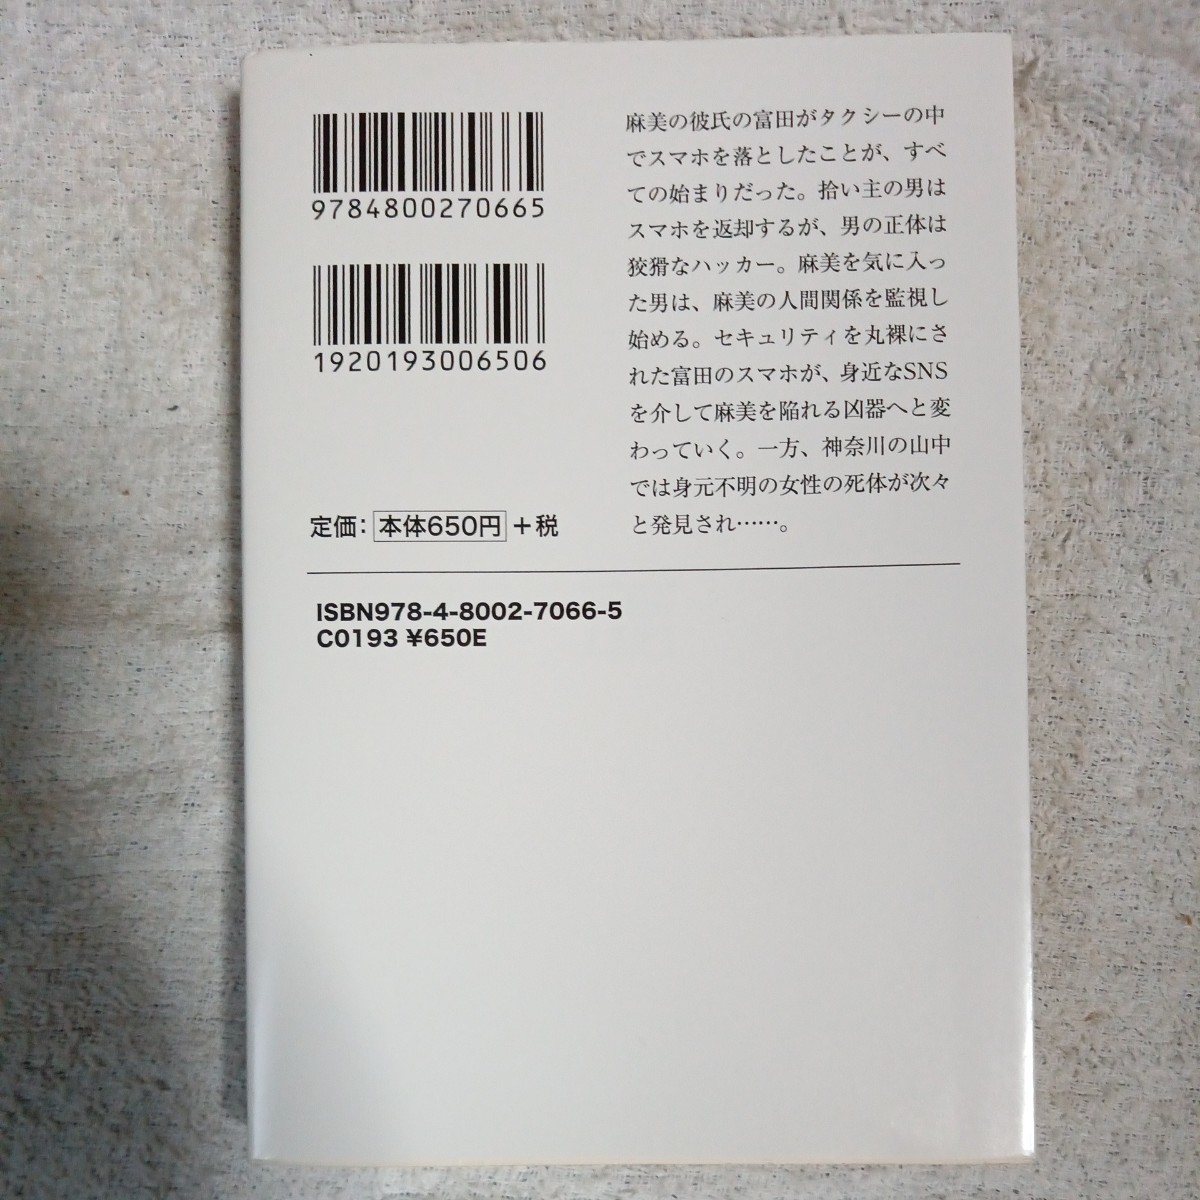 9784800270665
1920193006506
定価：本体650円＋税
麻美の彼氏の富田がタクシーの中
でスマホを落としたことが、すべ
ての始まりだった。拾い主の男は
スマホを返却するが、男の正体は
狡猾なハッカー。麻美を気に入っ
た男は、麻美の人間関係を監視し
始める。セキュリティを丸裸にさ
れた富田のスマホが、身近なSNS
を介して麻美を陥れる凶器へと変
わっていく。一方、神奈川の山中
では身元不明の女性の死体が次々
と発見され……。
ISBN978-4-8002-7066-5
C0193 ¥650E